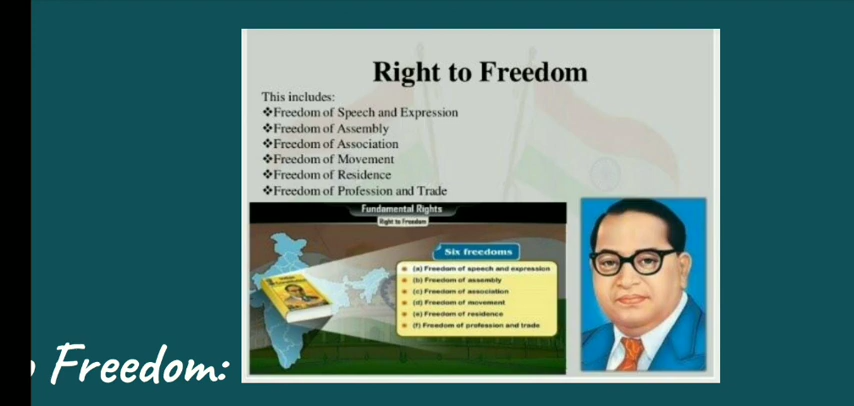 Right to Freedom
This includes:
❖Freedom of Speech and Expression
❖Freedom of Assembly
❖Freedom of Association
❖Freedom of Movement
❖Freedom of Residence
❖Freedom of Profession and Trade
Fundamental Rights
Right to Freedom
Six freedoms
(a) Freedom of speech and expression
(b) Freedom of assembly
(c) Freedom of association
(d) Freedom of movement
(e) Freedom of residence
(f) Freedom of profession and trade
Freedom: